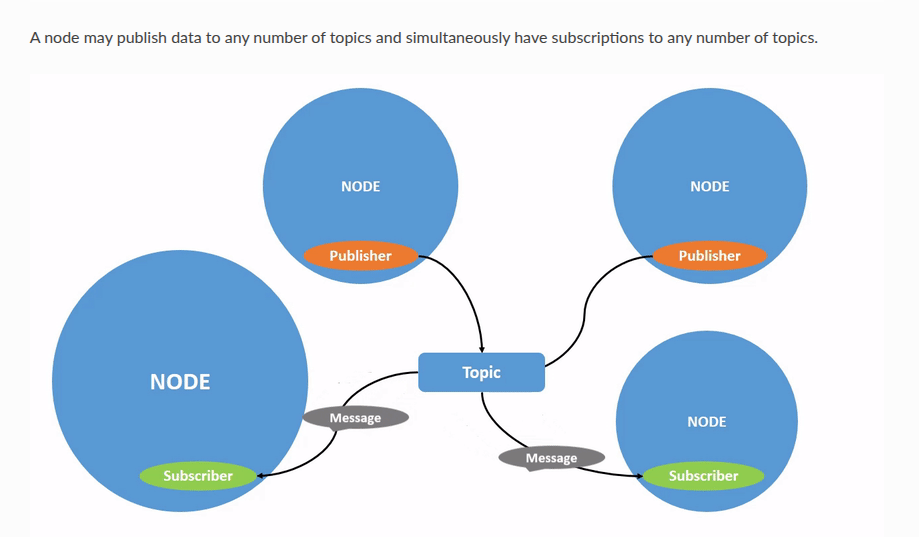 A node may publish data to any number of topics and simultaneously have subscriptions to any number of topics.
NODE
Publisher
NODE
Publisher
NODE
Subscriber
Topic
Message
Message
NODE
Subscriber